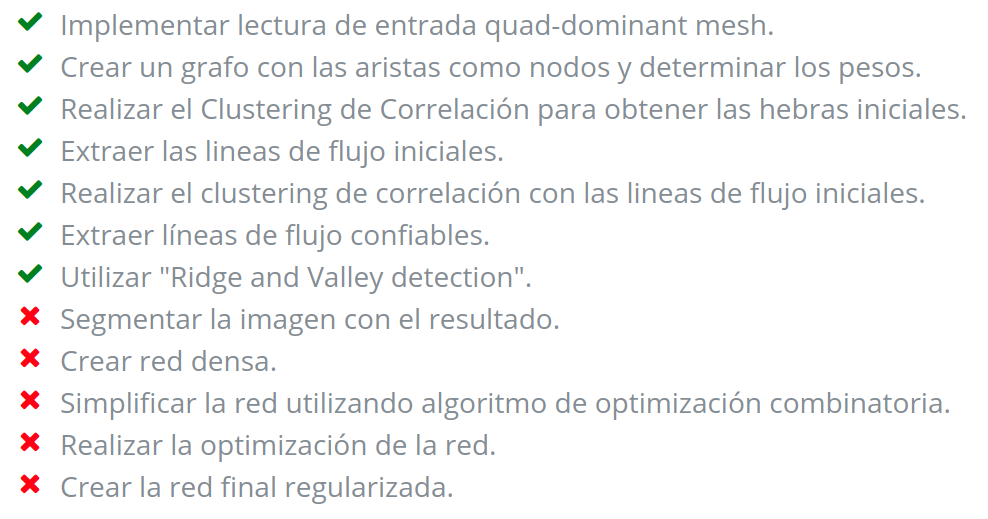 Implementar lectura de entrada quad-dominant mesh.
Crear un grafo con las aristas como nodos y determinar los pesos.
Realizar el Clustering de Correlación para obtener las hebras iniciales.
Extraer las lineas de flujo iniciales.
Realizar el clustering de correlación con las lineas de flujo iniciales.
Extraer líneas de flujo confiables.
Utilizar "Ridge and Valley detection".
Segmentar la imagen con el resultado.
Crear red densa.
Simplificar la red utilizando algoritmo de optimización combinatoria.
Realizar la optimización de la red.
Crear la red final regularizada.